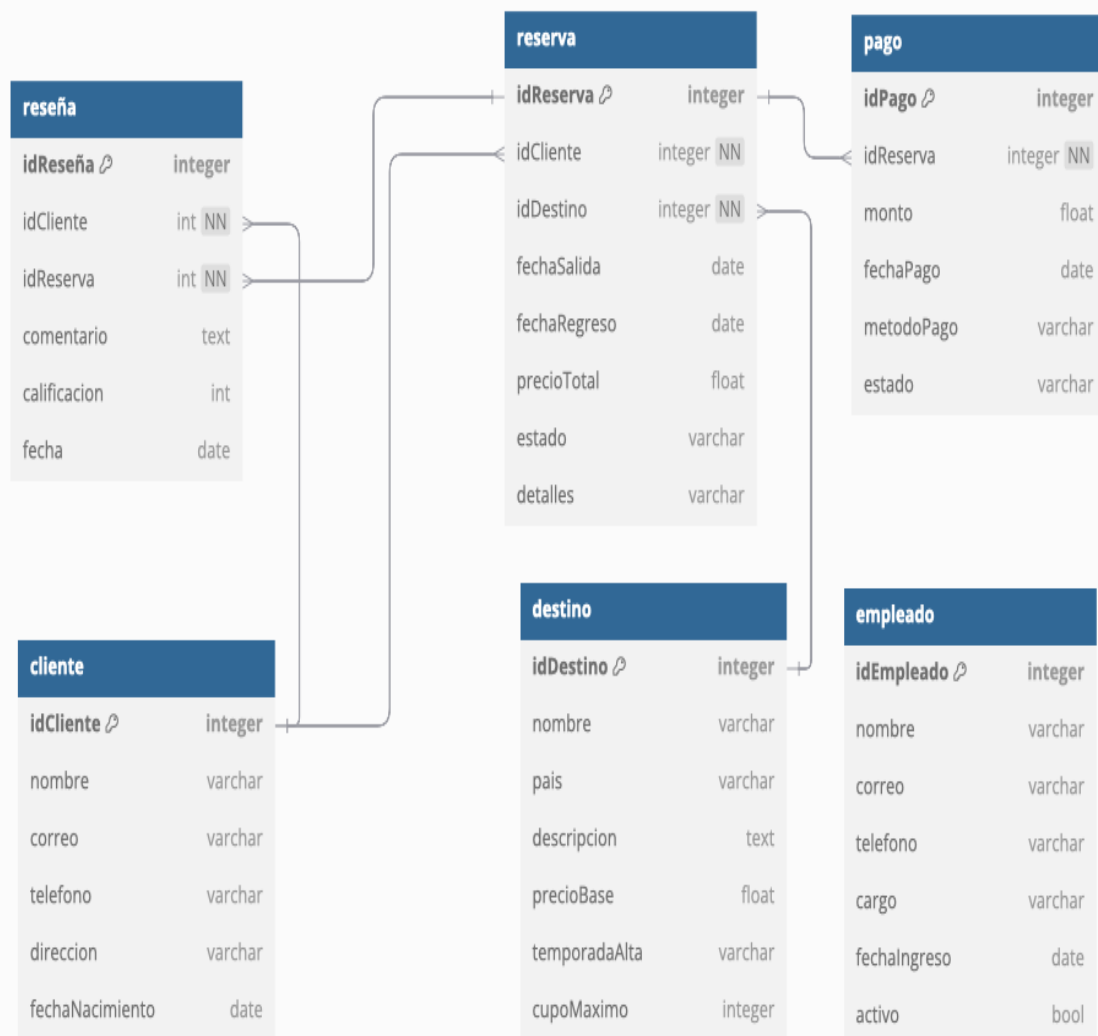 reseña
idReseña integer
idCliente int NN
idReserva int NN
comentario text
calificacion int
fecha date
reserva
idReserva integer
idCliente integer NN
idDestino integer NN
fechaSalida date
fechaRegreso date
precioTotal float
estado varchar
detalles varchar
pago
idPago integer
idReserva integer NN
monto float
fechaPago date
metodoPago varchar
estado varchar
cliente
idCliente integer
nombre varchar
correo varchar
telefono varchar
direccion varchar
fechaNacimiento date
destino
idDestino integer
nombre varchar
pais varchar
descripcion text
precioBase float
temporadaAlta varchar
cupoMaximo integer
empleado
idEmpleado integer
nombre varchar
correo varchar
telefono varchar
cargo varchar
fechaIngreso date
activo bool